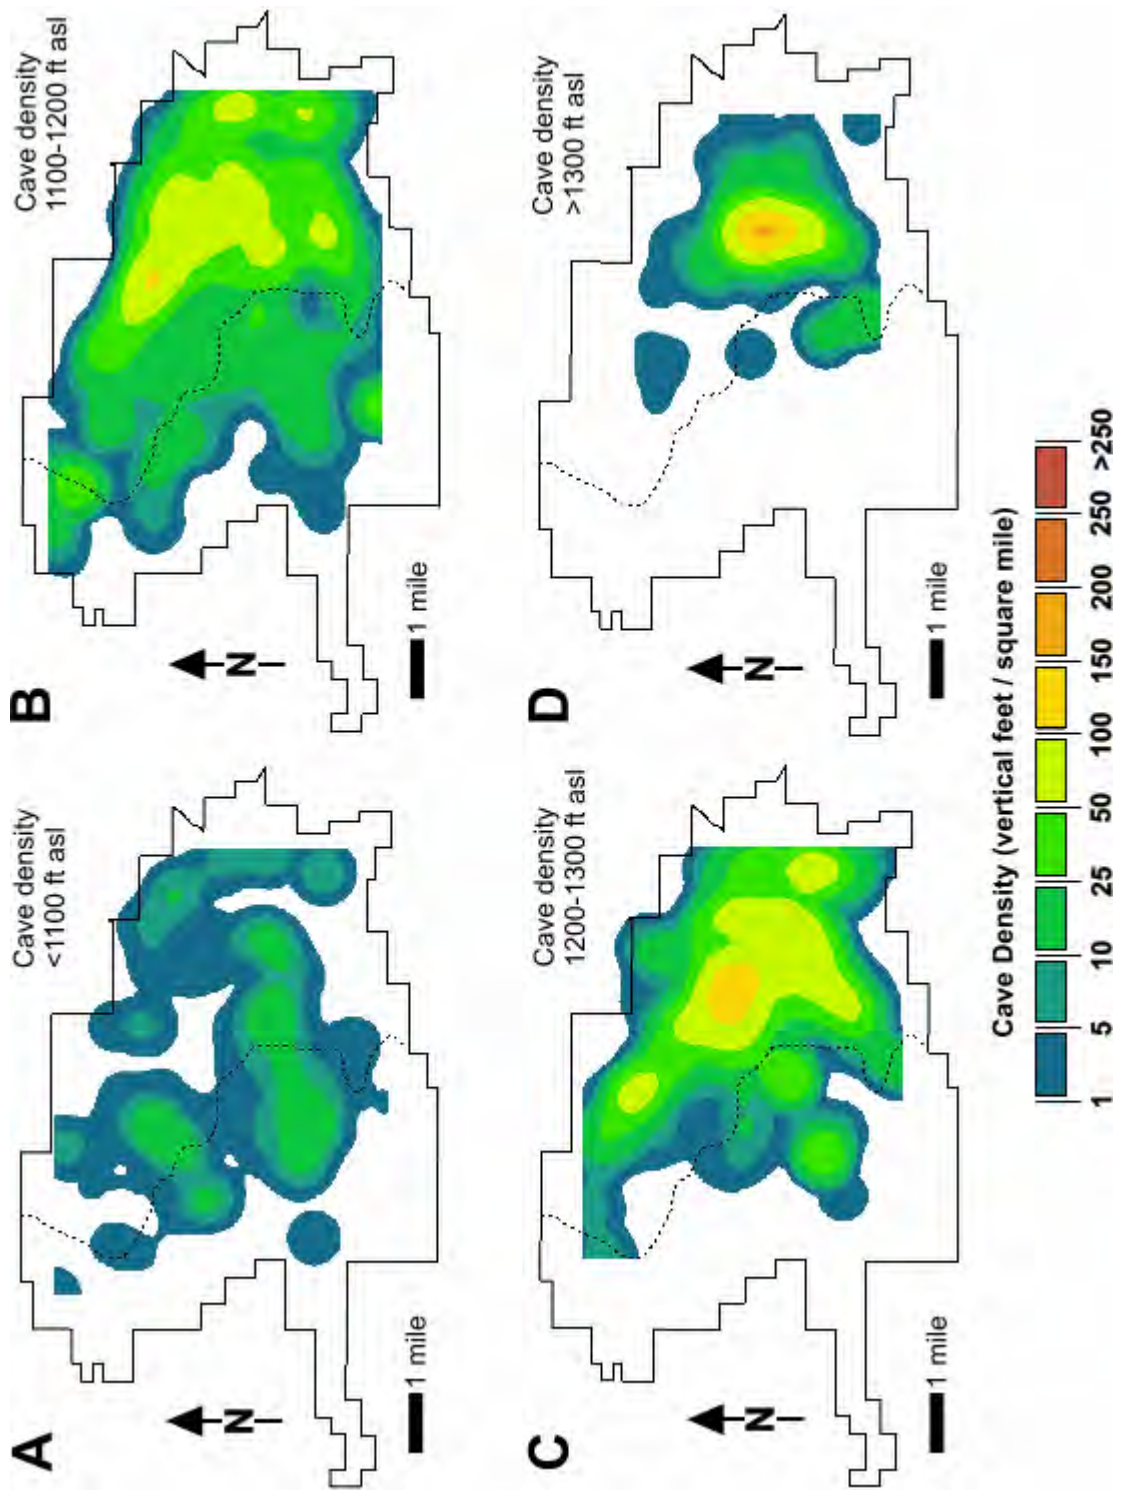 A
Cave density
<1100 ft asl
N
1 mile
B
Cave density
1100-1200 ft asl
N
1 mile
C
Cave density
1200-1300 ft asl
N
1 mile
D
Cave density
>1300 ft asl
N
1 mile
Cave Density (vertical feet / square mile)
1 5 10 25 50 100 150 200 250 >250